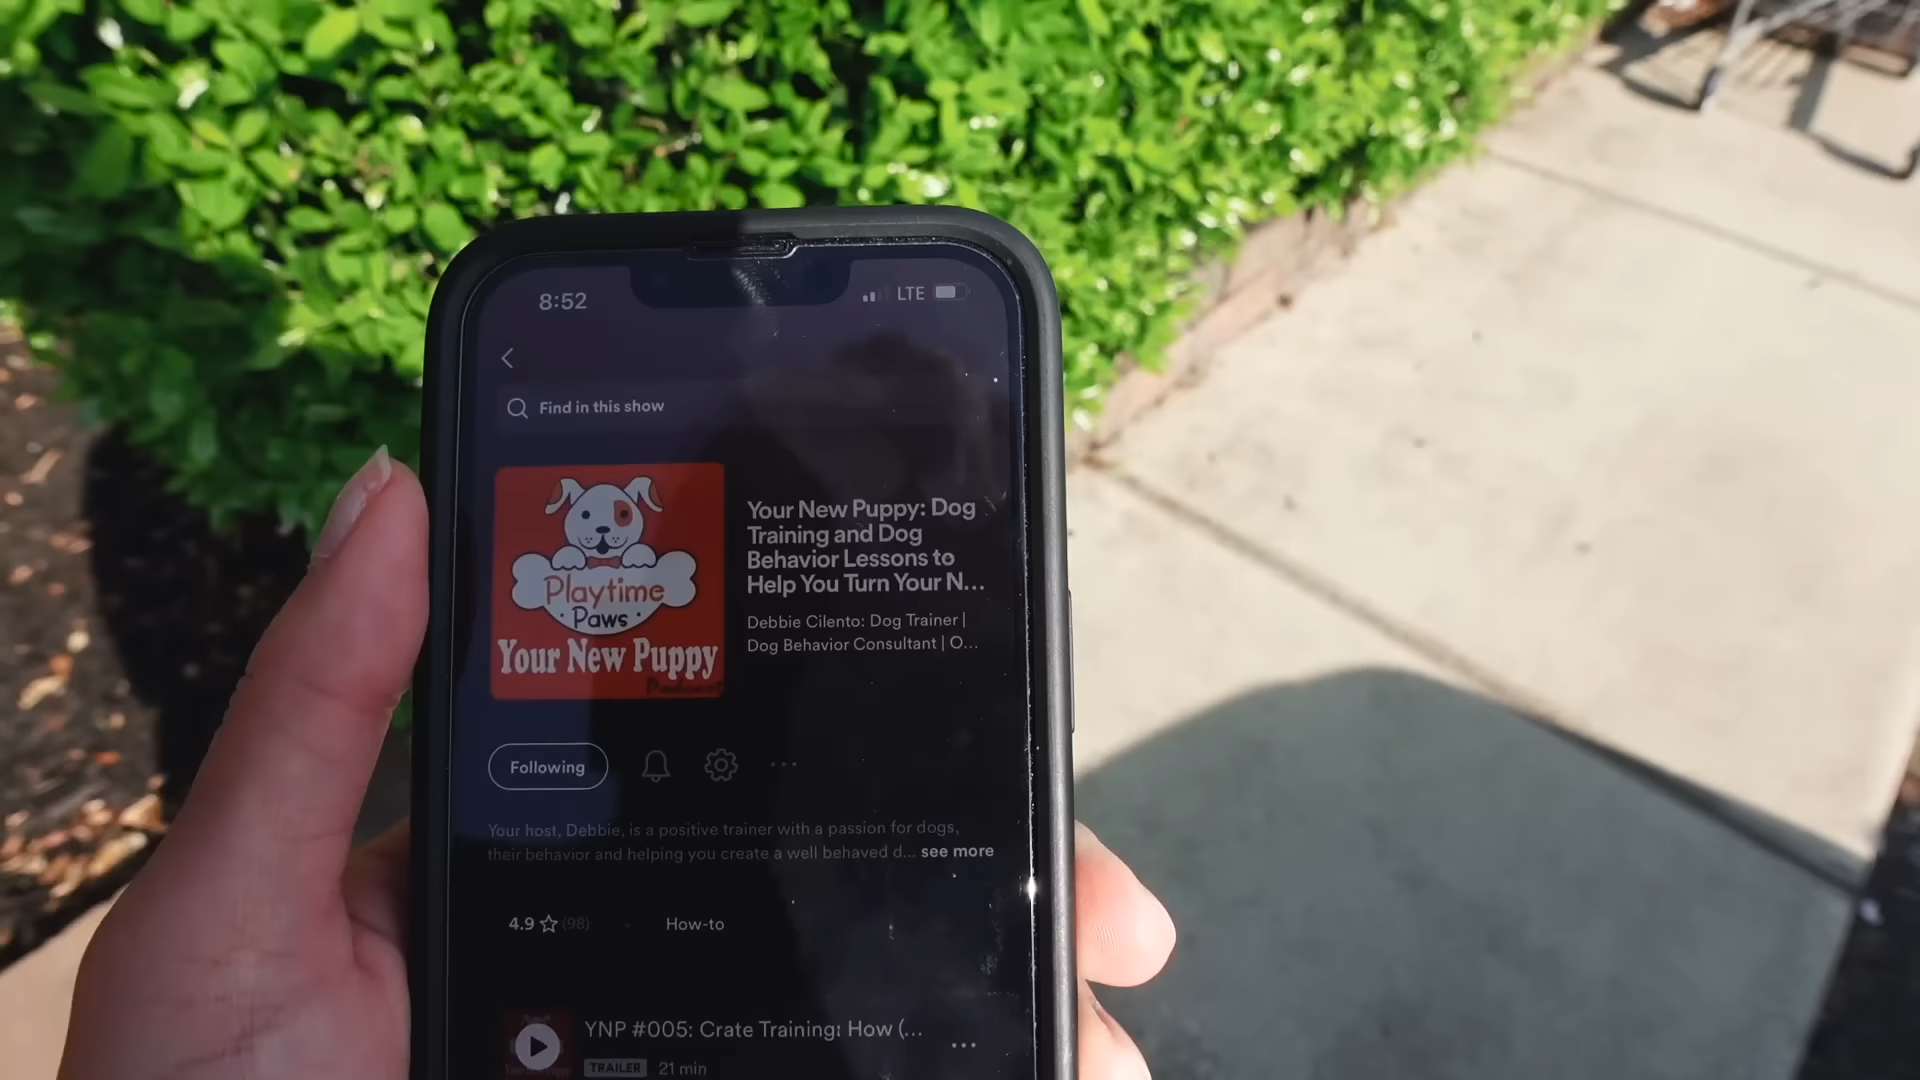 8:52
LTE
Find in this show
Playtime
Paws
Your New Puppy
Podcast
Your New Puppy: Dog
Training and Dog
Behavior Lessons to
Help You Turn Your N...
Debbie Cilento: Dog Trainer |
Dog Behavior Consultant | O...
Following
Your host, Debbie, is a positive trainer with a passion for dogs,
their behavior and helping you create a well behaved d... see more
4.9 (98)
How-to
YNP #005: Crate Training: How (...
TRAILER 21 min